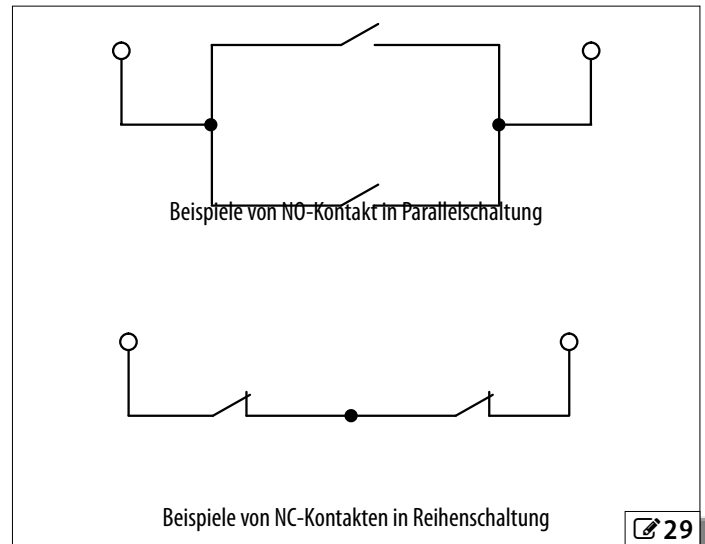 Beispiele von NO-Kontakt in Parallelschaltung
Beispiele von NC-Kontakten in Reihenschaltung
29